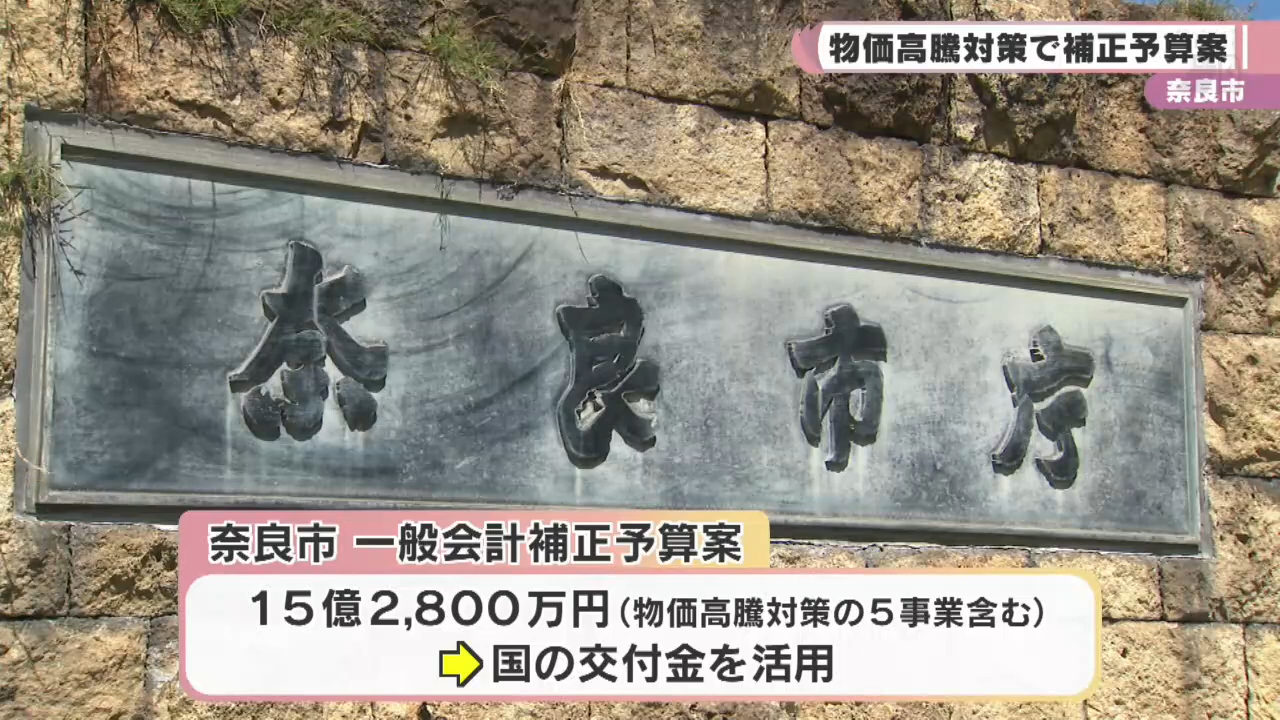 物価高騰対策で補正予算案
奈良市
奈良市庁
奈良市 一般会計補正予算案
15億2,800万円(物価高騰対策の5事業含む)
➡国の交付金を活用